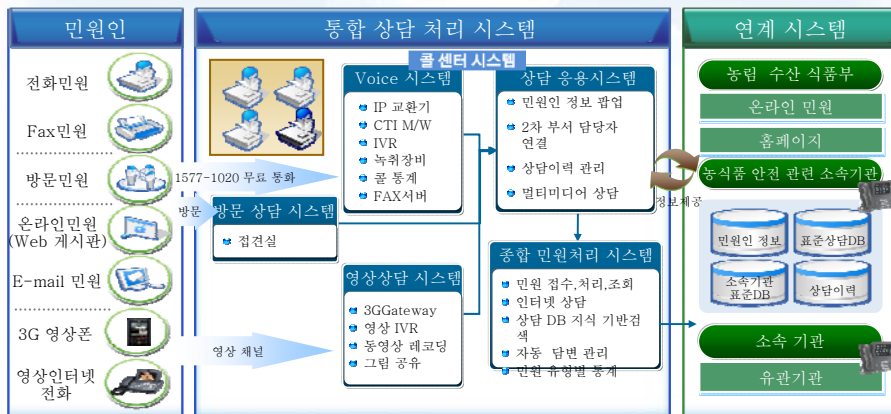 민원인
전화민원
Fax민원
방문민원
온라인민원
(Web 게시판)
E-mail 민원
3G 영상폰
영상인터넷
전화
통합 상담 처리 시스템
콜 센터 시스템
1577-1020 무료 통화
방문
영상 채널
Voice 시스템
IP 교환기
CTI M/W
IVR
녹취장비
콜 통계
FAX서버
방문 상담 시스템
접견실
영상상담 시스템
3GGateway
영상 IVR
동영상 레코딩
그림 공유
상담 응용시스템
민원인 정보 팝업
2차 부서 담당자
연결
상담이력 관리
멀티미디어 상담
종합 민원처리 시스템
민원 접수,처리,조회
인터넷 상담
상담 DB 지식 기반검
색
자동 답변 관리
민원 유형별 통계
정보제공
연계 시스템
농림 수산 식품부
온라인 민원
홈페이지
농식품 안전 관련 소속기관
민원인 정보
표준상담DB
소속기관
표준DB
상담이력
소속 기관
유관기관